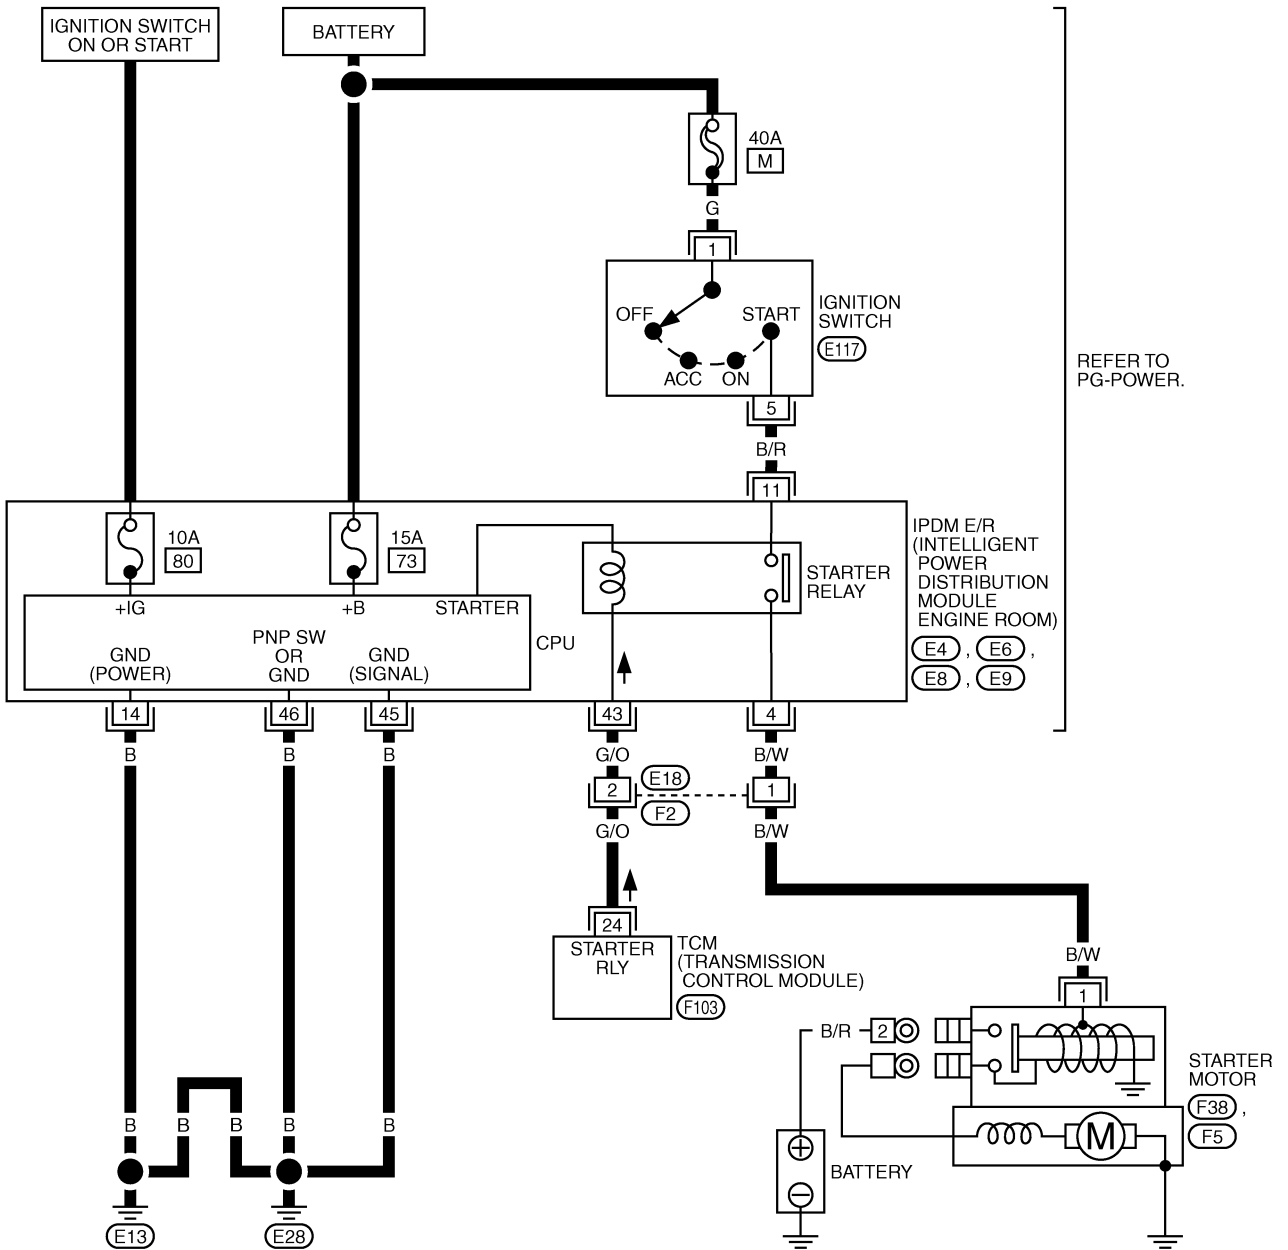 IGNITION SWITCH
ON OR START
BATTERY
40A
M
G
1
OFF
START
ACC
ON
IGNITION
SWITCH
E117
5
B/R
11
REFER TO
PG-POWER.
10A
80
15A
73
+IG
+B
STARTER
PNP SW
OR
GND
GND
(POWER)
GND
(SIGNAL)
CPU
STARTER
RELAY
IPDM E/R
(INTELLIGENT
POWER
DISTRIBUTION
MODULE
ENGINE ROOM)
E4 , E6 ,
E8 , E9
14
46
45
43
4
B
B
B
G/O
B/W
2
E18
F2
1
G/O
B/W
24
STARTER
RLY
TCM
(TRANSMISSION
CONTROL MODULE)
F103
B/W
1
B/R
2
STARTER
MOTOR
F38 ,
F5
M
BATTERY
B
B
B
B
B
E13
E28